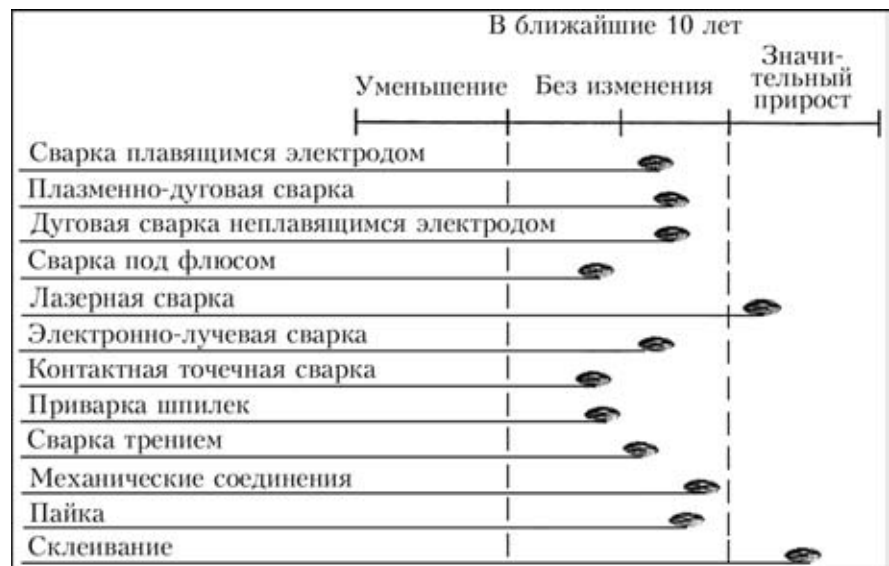 В ближайшие 10 лет
Уменьшение
Без изменения
Значи-
тельный
прирост
Сварка плавящимся электродом
Плазменно-дуговая сварка
Дуговая сварка неплавящимся электродом
Сварка под флюсом
Лазерная сварка
Электронно-лучевая сварка
Контактная точечная сварка
Приварка шпилек
Сварка трением
Механические соединения
Пайка
Склеивание